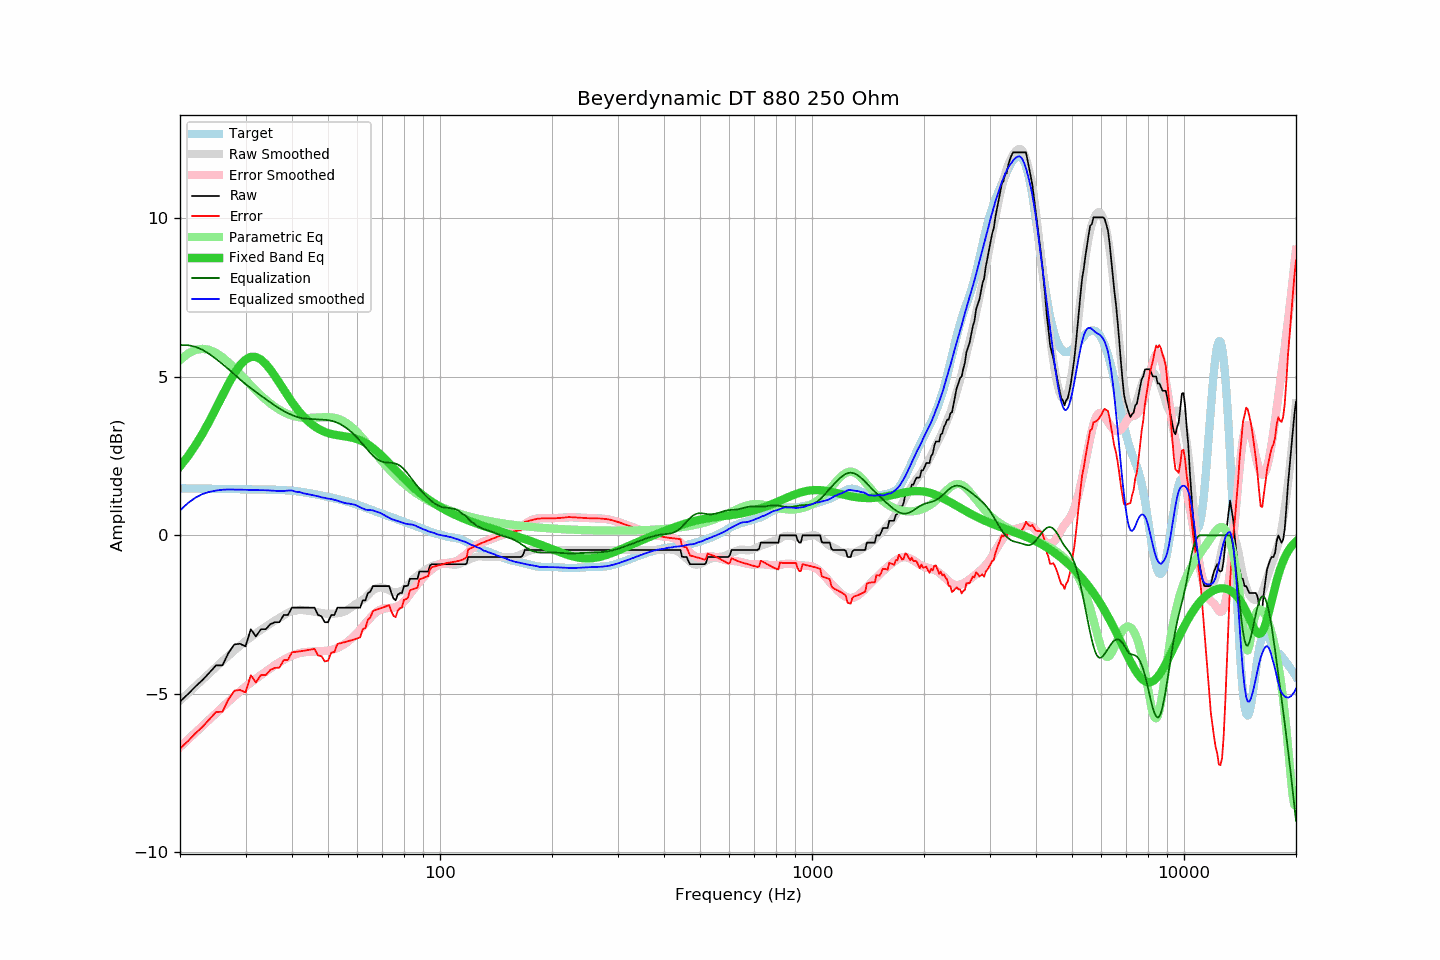 Beyerdynamic DT 880 250 Ohm
Target
Raw Smoothed
Error Smoothed
Raw
Error
Parametric Eq
Fixed Band Eq
Equalization
Equalized smoothed
Amplitude (dBr)
10
5
0
−5
−10
100
1000
10000
Frequency (Hz)